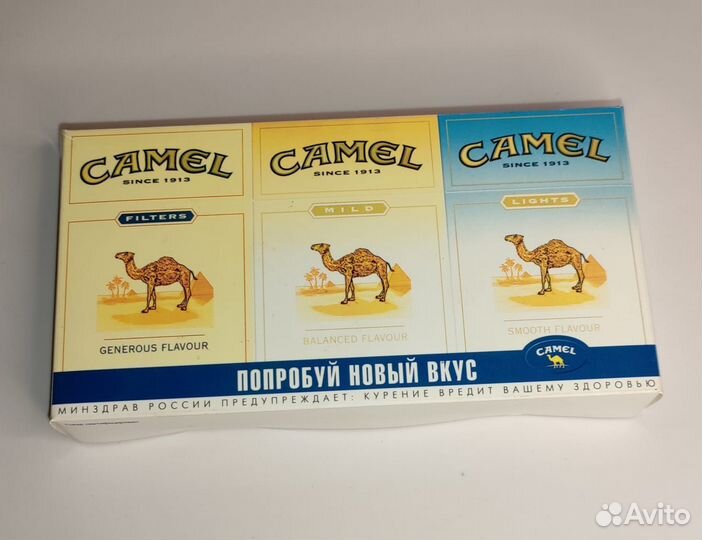 CAMEL
SINCE 1913
FILTERS
GENEROUS FLAVOUR
CAMEL
SINCE 1913
MILD
BALANCED FLAVOUR
CAMEL
SINCE 1913
LIGHTS
SMOOTH FLAVOUR
CAMEL
ПОПРОБУЙ НОВЫЙ ВКУС
МИНЗДРАВ РОССИИ ПРЕДУПРЕЖДАЕТ: КУРЕНИЕ ВРЕДИТ ВАШЕМУ ЗДОРОВЬЮ
Avito